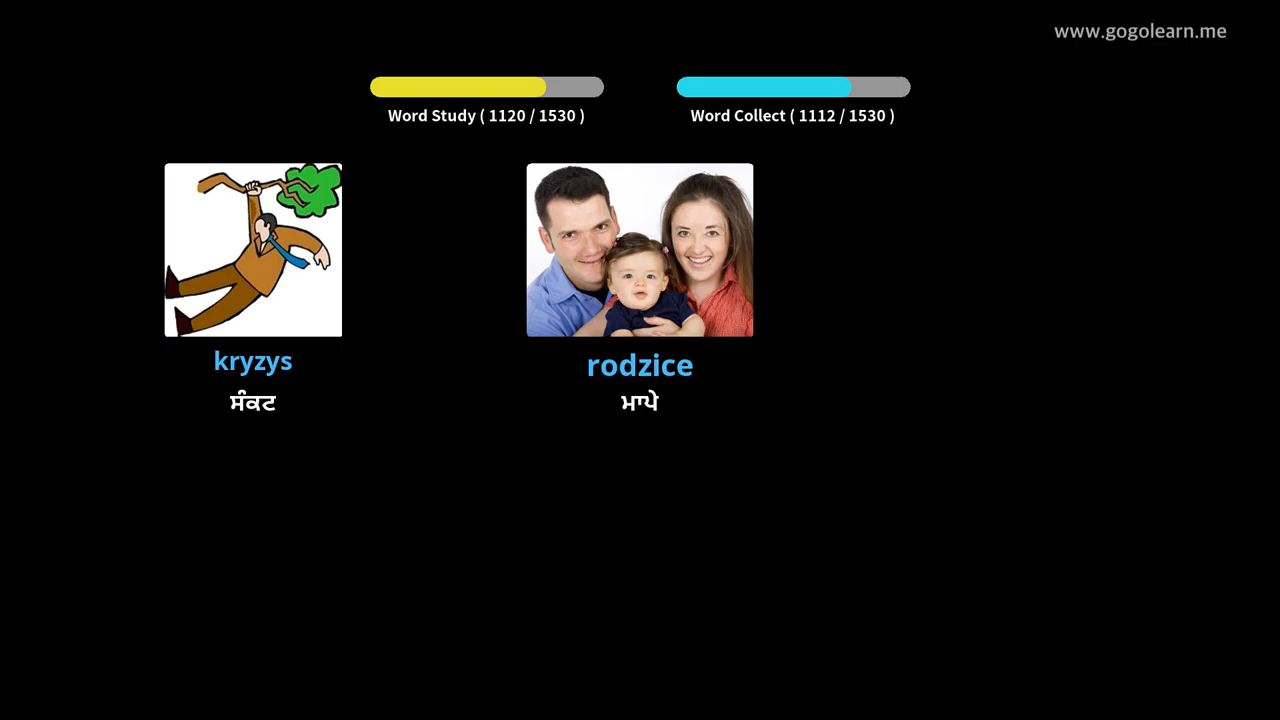 www.gogolearn.me
Word Study ( 1120 / 1530 )
Word Collect ( 1112 / 1530 )
kryzys
ਸੰਕਟ
rodzice
ਮਾਪੇ